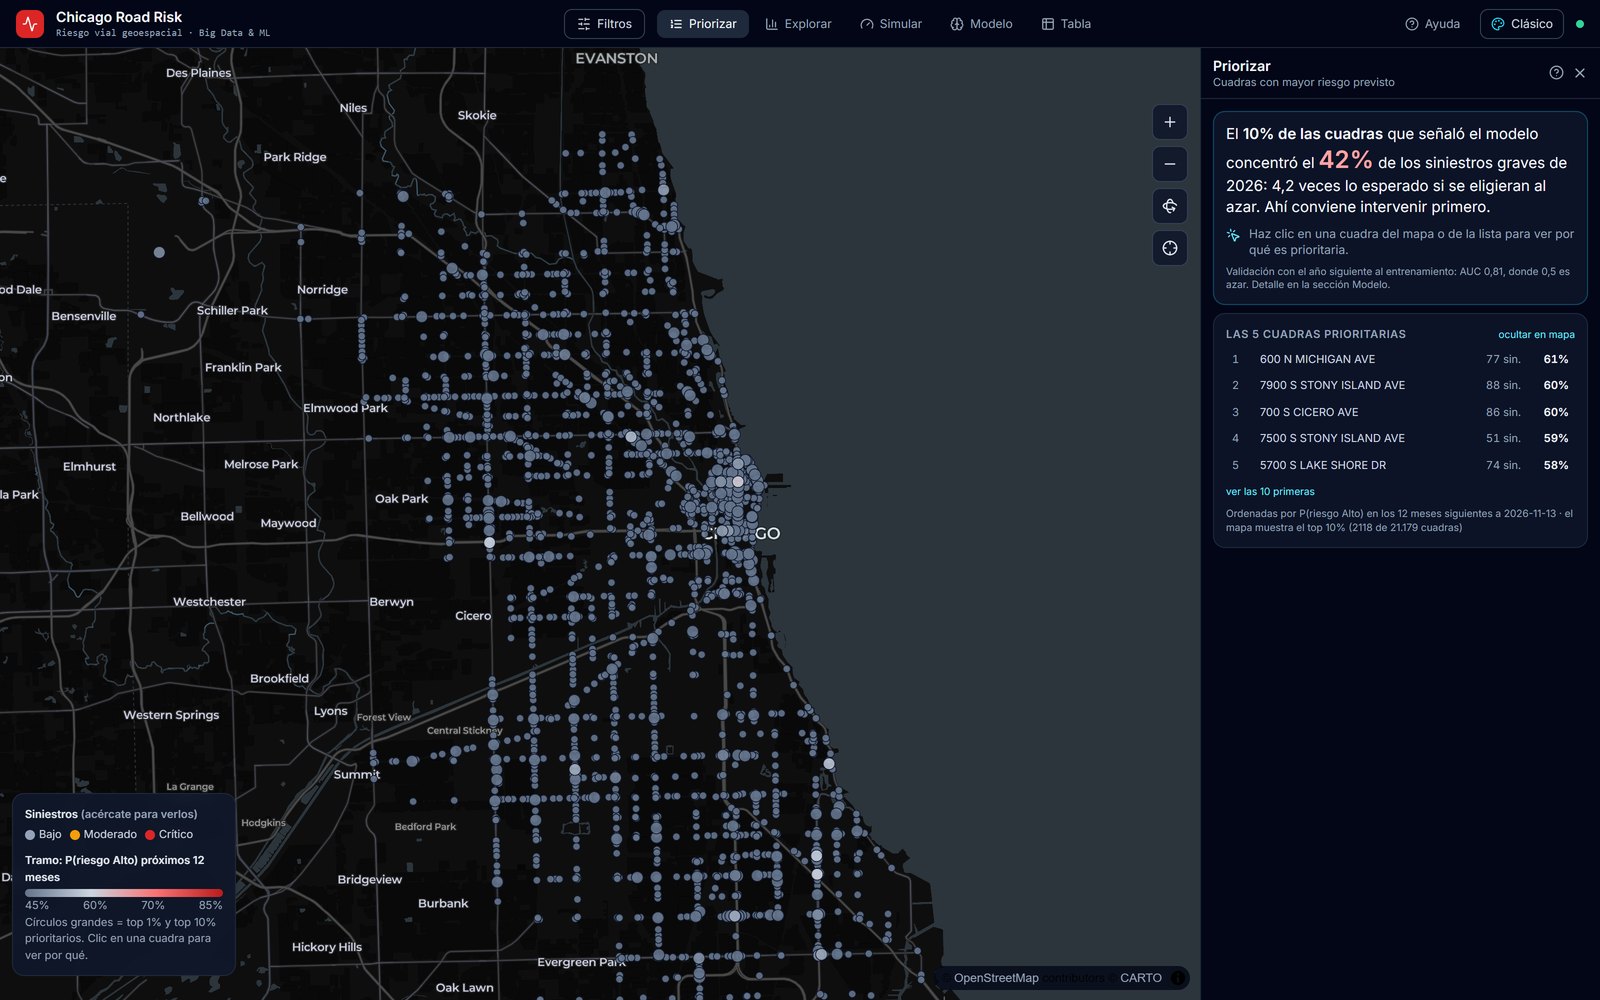 Chicago Road Risk
Riesgo vial geoespacial · Big Data & ML
Filtros
Priorizar
Explorar
Simular
Modelo
Tabla
Ayuda
Clásico
Priorizar
Cuadras con mayor riesgo previsto
El 10% de las cuadras que señaló el modelo
concentró el 42% de los siniestros graves de
2026: 4,2 veces lo esperado si se eligieran al
azar. Ahí conviene intervenir primero.
Haz clic en una cuadra del mapa o de la lista para ver por
qué es prioritaria.
Validación con el año siguiente al entrenamiento: AUC 0,81, donde 0,5 es
azar. Detalle en la sección Modelo.
LAS 5 CUADRAS PRIORITARIAS
ocultar en mapa
1 600 N MICHIGAN AVE 77 sin. 61%
2 7900 S STONY ISLAND AVE 88 sin. 60%
3 700 S CICERO AVE 86 sin. 60%
4 7500 S STONY ISLAND AVE 51 sin. 59%
5 5700 S LAKE SHORE DR 74 sin. 58%
ver las 10 primeras
Ordenadas por P(riesgo Alto) en los 12 meses siguientes a 2026-11-13 · el
mapa muestra el top 10% (2118 de 21.179 cuadras)
EVANSTON
Des Plaines
Niles
Skokie
Park Ridge
Norridge
od Dale
Schiller Park
Bensenville
Franklin Park
Elmwood Park
Northlake
Melrose Park
Elmhurst
la Park
Oak Park
Bellwood
Maywood
GO
Westchester
Berwyn
Cicero
Brookfield
Lyons
Western Springs
Forest View
Central Stickney
Summit
La Grange
Hodgkins
Bedford Park
Bridgeview
Burbank
Hickory Hills
Evergreen Park
Oak Lawn
Siniestros (acércate para verlos)
Bajo
Moderado
Crítico
Tramo: P(riesgo Alto) próximos 12
meses
45% 60% 70% 85%
Círculos grandes = top 1% y top 10%
prioritarios. Clic en una cuadra para
ver por qué.
© OpenStreetMap contributors © CARTO